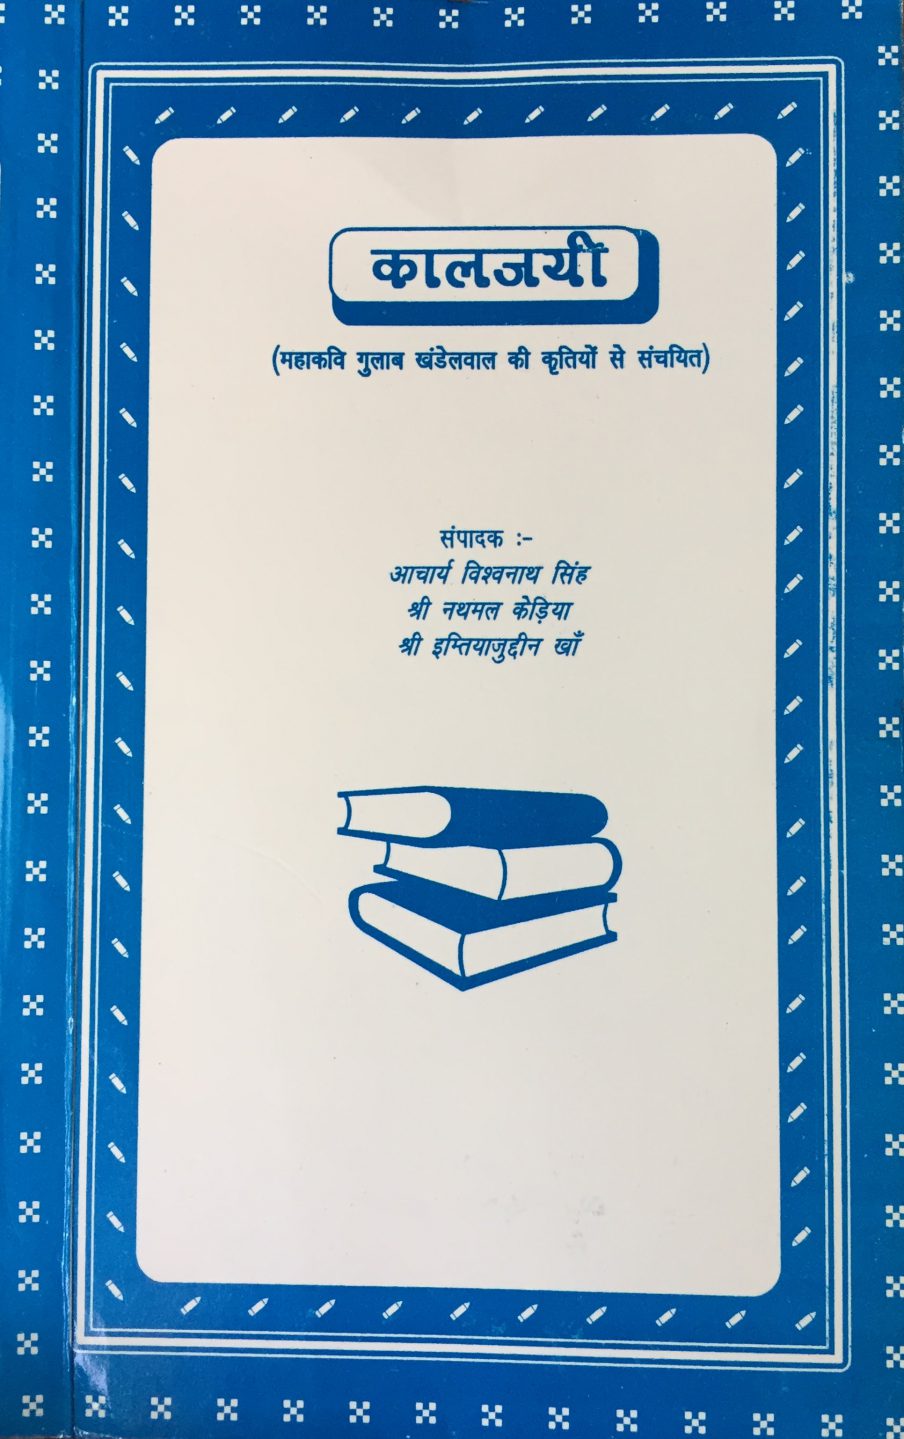 कालजयी
(महाकवि गुलाब खंडेलवाल की कृतियों से संचयित)
संपादक :-
आचार्य विश्वनाथ सिंह
श्री नथमल केड़िया
श्री इम्तियाजुद्दीन खाँ